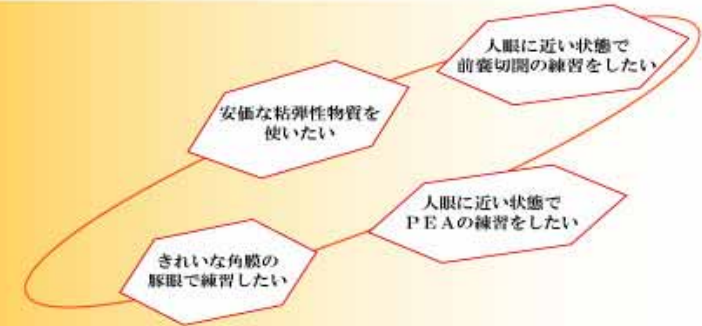 人眼に近い状態で
前嚢切開の練習をしたい
安価な粘弾性物質を
使いたい
人眼に近い状態で
ＰＥＡの練習をしたい
きれいな角膜の
豚眼で練習したい